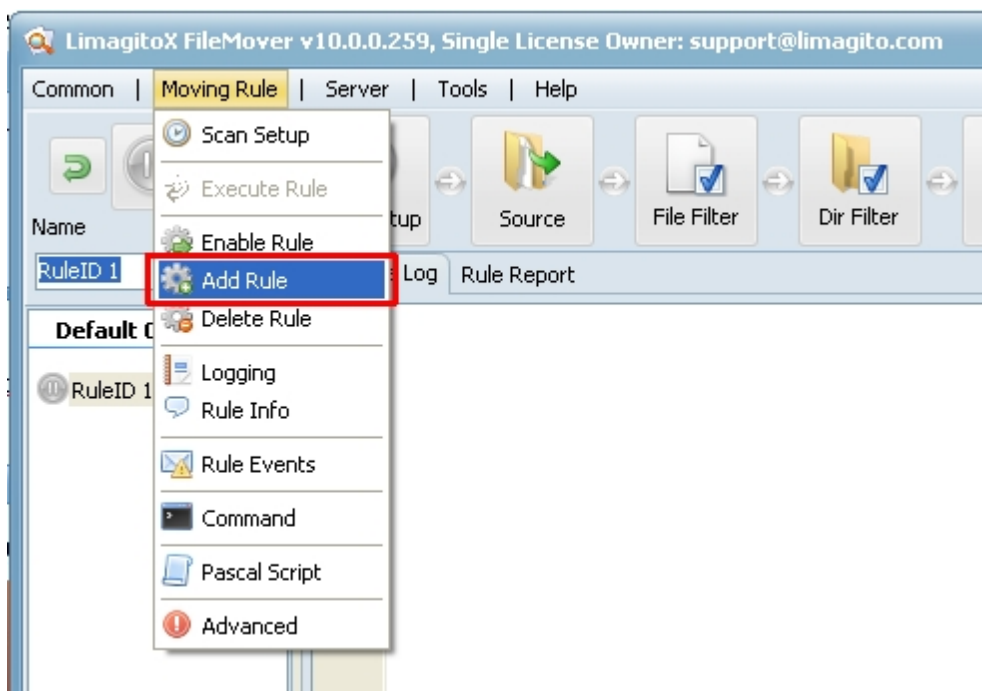 LimagitoX FileMover v10.0.0.259, Single License Owner: support@limagito.com
Common | Moving Rule | Server | Tools | Help
Scan Setup
Execute Rule
Enable Rule
Add Rule
Delete Rule
Logging
Rule Info
Rule Events
Command
Pascal Script
Advanced
Source
File Filter
Dir Filter
Name
RuleID 1
Log
Rule Report
Default
RuleID 1